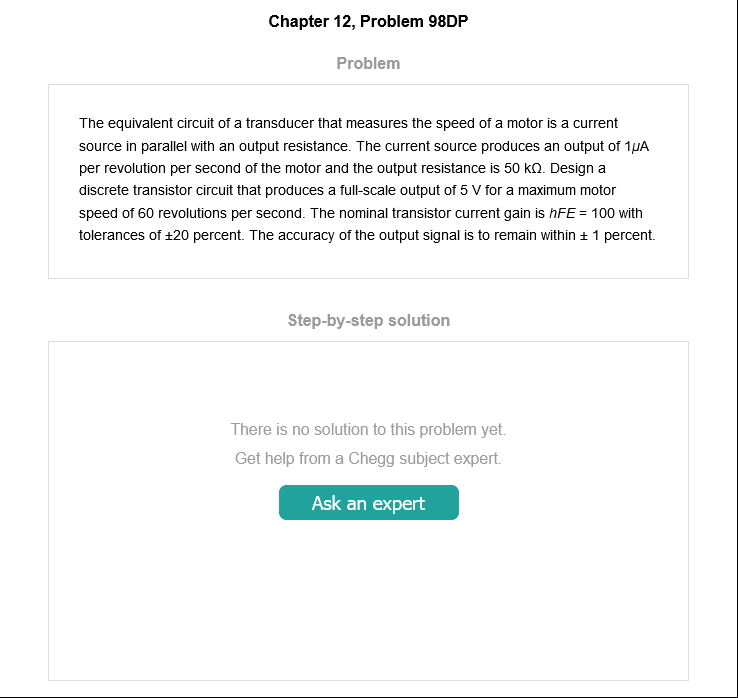 Chapter 12, Problem 98DP
Problem
The equivalent circuit of a transducer that measures the speed of a motor is a current
source in parallel with an output resistance. The current source produces an output of 1μA
per revolution per second of the motor and the output resistance is 50 kΩ. Design a
discrete transistor circuit that produces a full-scale output of 5 V for a maximum motor
speed of 60 revolutions per second. The nominal transistor current gain is hFE = 100 with
tolerances of ±20 percent. The accuracy of the output signal is to remain within ± 1 percent.
Step-by-step solution
There is no solution to this problem yet.
Get help from a Chegg subject expert.
Ask an expert